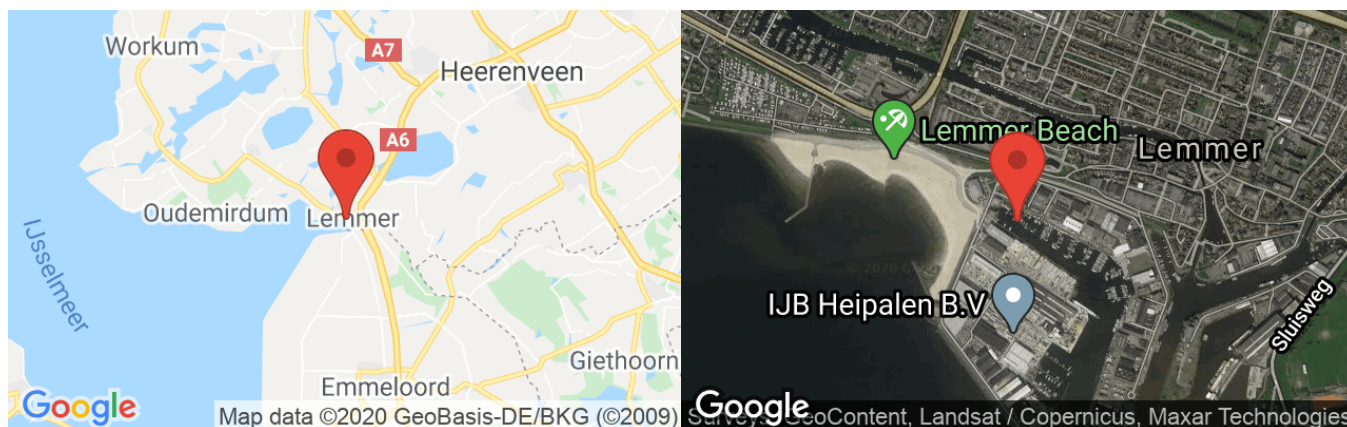 Workum
A7
Heerenveen
A6
Oudemirdum
Lemmer
IJsselmeer
Giethoorn
Emmeloord
Google
Map data ©2020 GeoBasis-DE/BKG (©2009)
Lemmer Beach
Lemmer
IJB Heipalen B.V
Sluisweg
Google
GeoContent, Landsat / Copernicus, Maxar Technologies